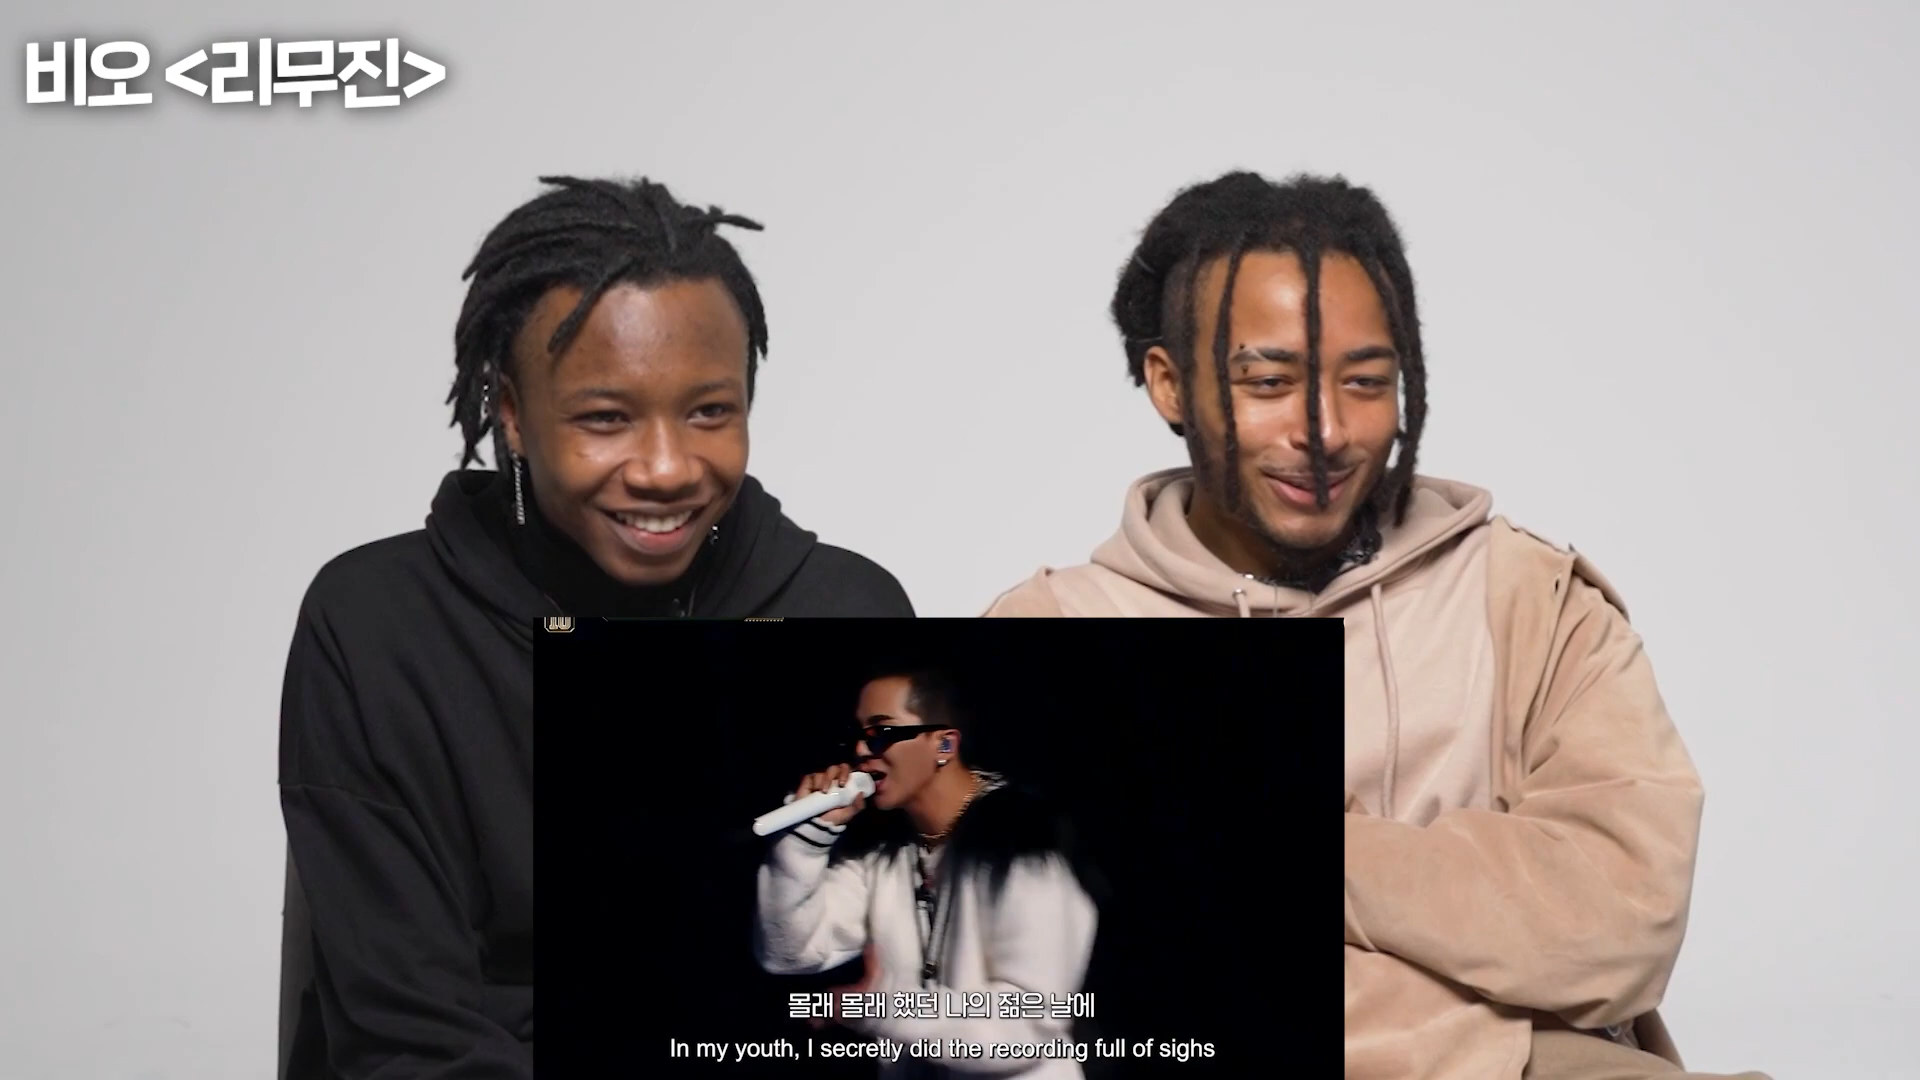 비오 <리무진>
10
몰래 몰래 했던 나의 젊은 날에
In my youth, I secretly did the recording full of sighs